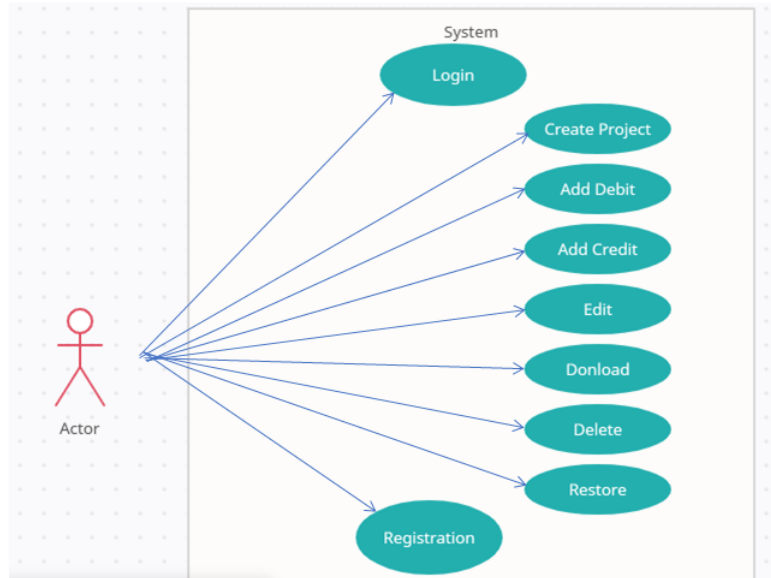 System
Login
Create Project
Add Debit
Add Credit
Edit
Donload
Delete
Restore
Registration
Actor